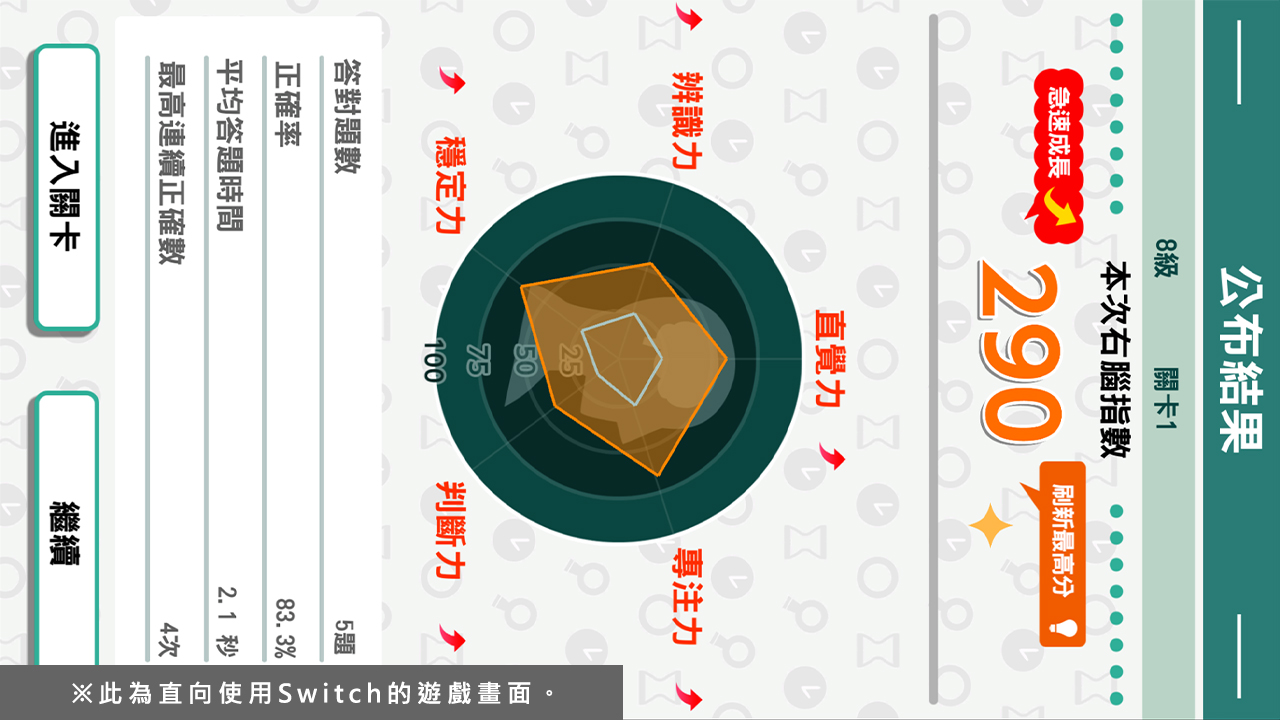 公布結果
8級 關卡1
本次右腦指數
急速成長
290
刷新最高分
直覺力
辨識力
專注力
穩定力
判斷力
25
50
75
100
答對題數 5題
正確率 83.3%
平均答題時間 2.1 秒
最高連續正確數 4次
進入關卡
繼續
※此為直向使用Switch的遊戲畫面。